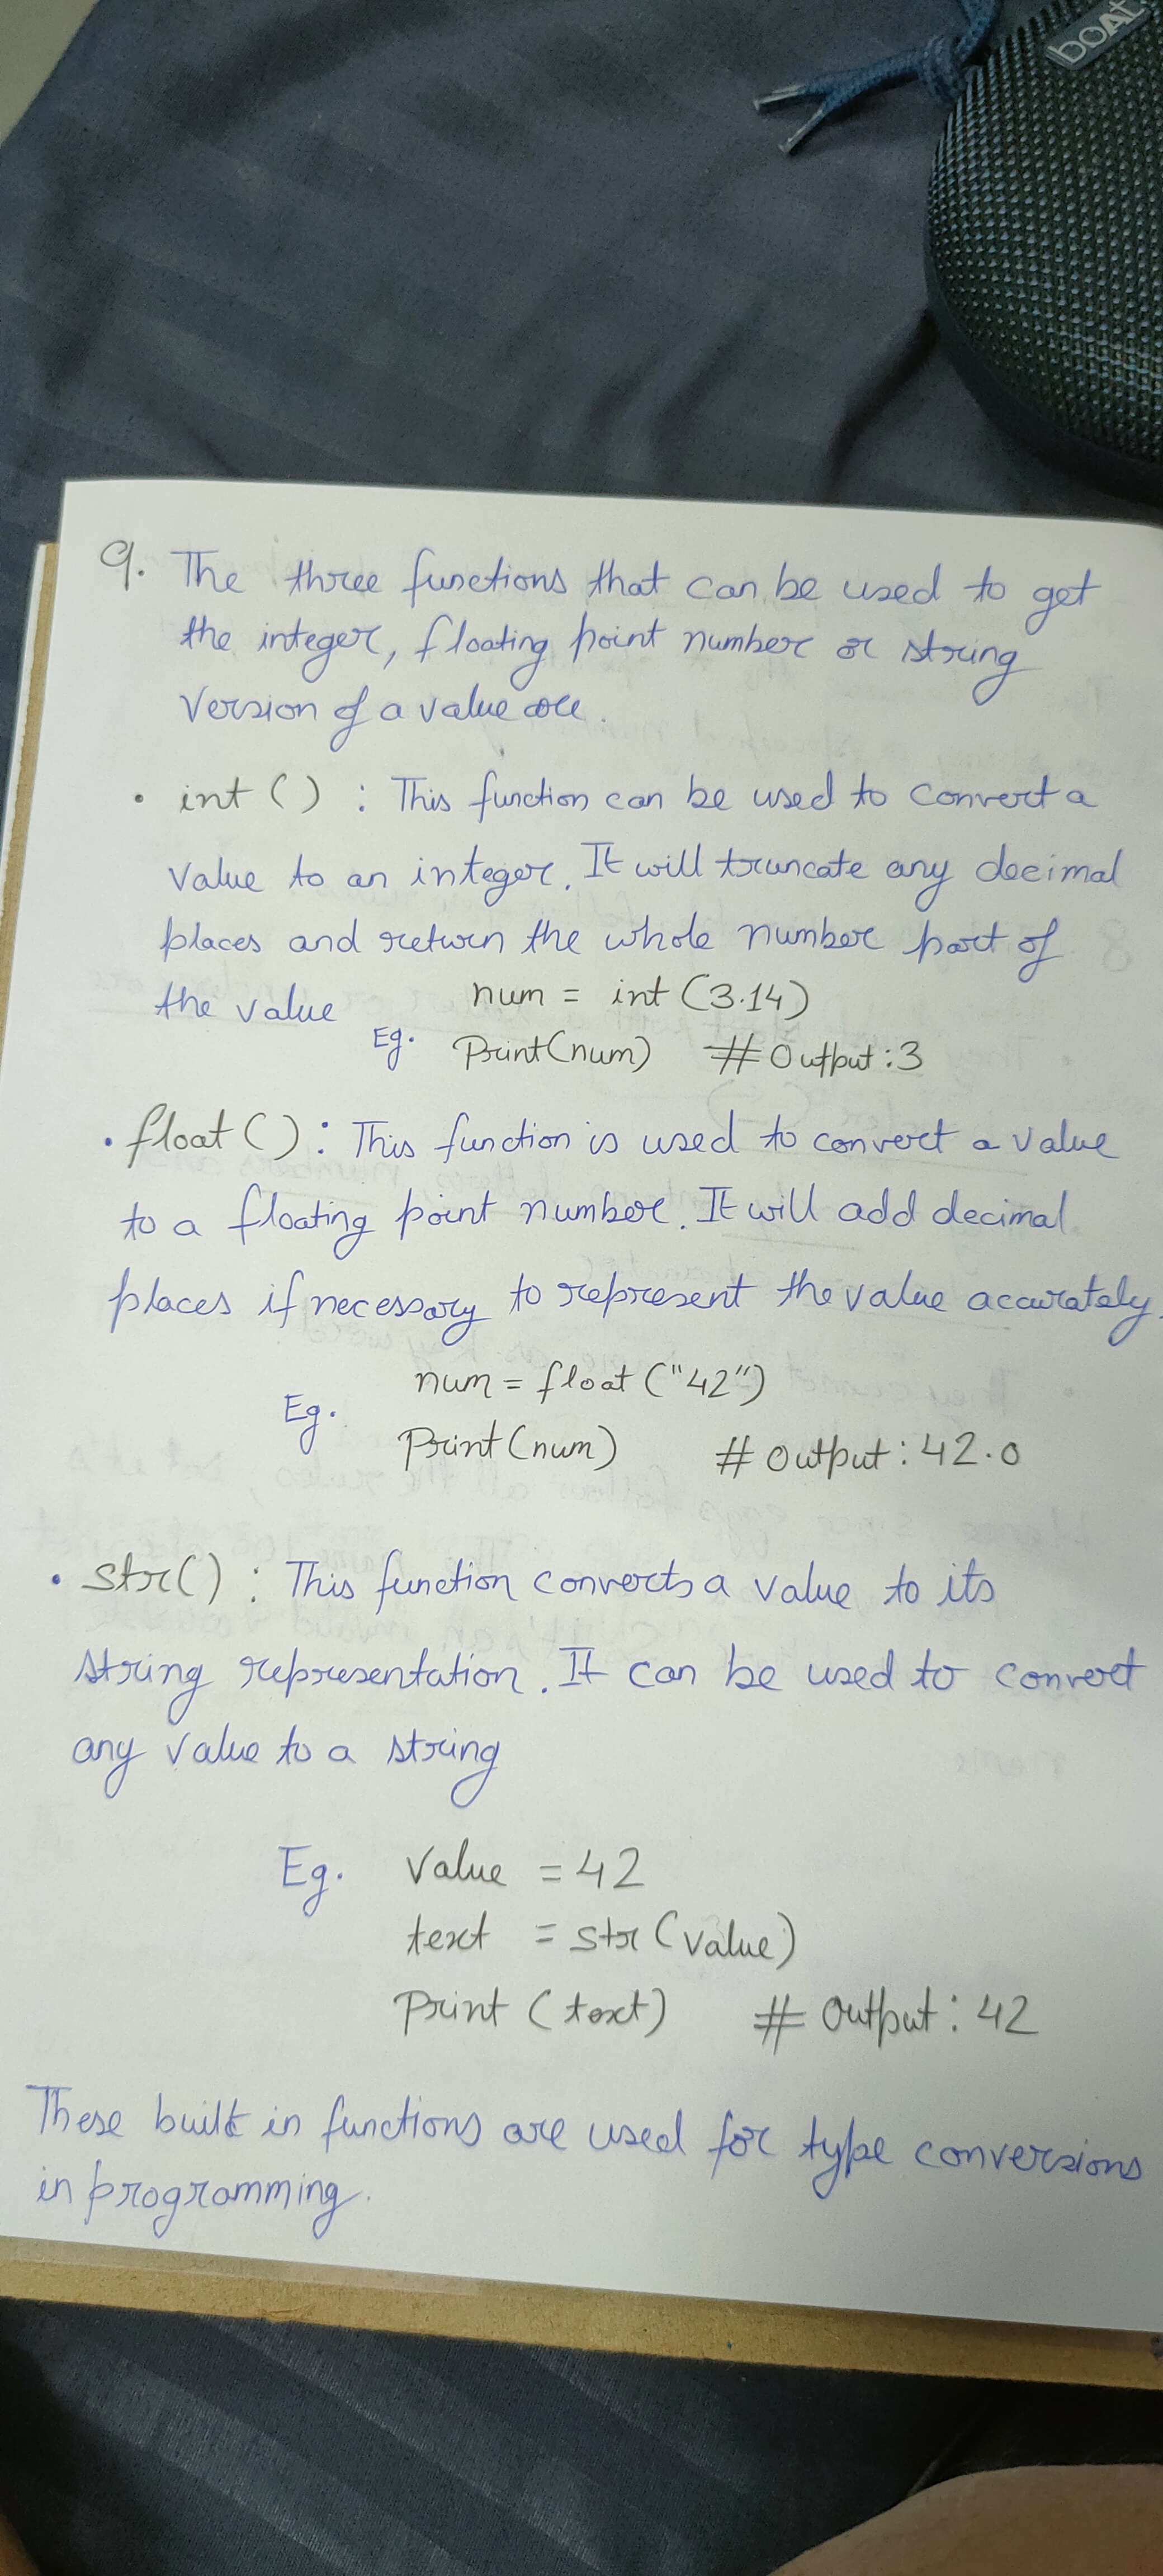 boAt
9. The three functions that can be used to get
the integer, floating point number or string
Version of a value are.
• int () : This function can be used to convert a
value to an integer. It will truncate any decimal
places and return the whole number part of
the value
num = int (3.14)
Eg. Print(num) # Output : 3
• float () : This function is used to convert a value
to a floating point number. It will add decimal
places if necessary to represent the value accurately.
num = float ("42")
Eg. Print (num) # Output : 42.0
• str() : This function converts a value to its
string representation. It can be used to convert
any value to a string
Eg. Value = 42
text = str (value)
Print (text) # Output : 42
These built in functions are used for type conversions
in programming.